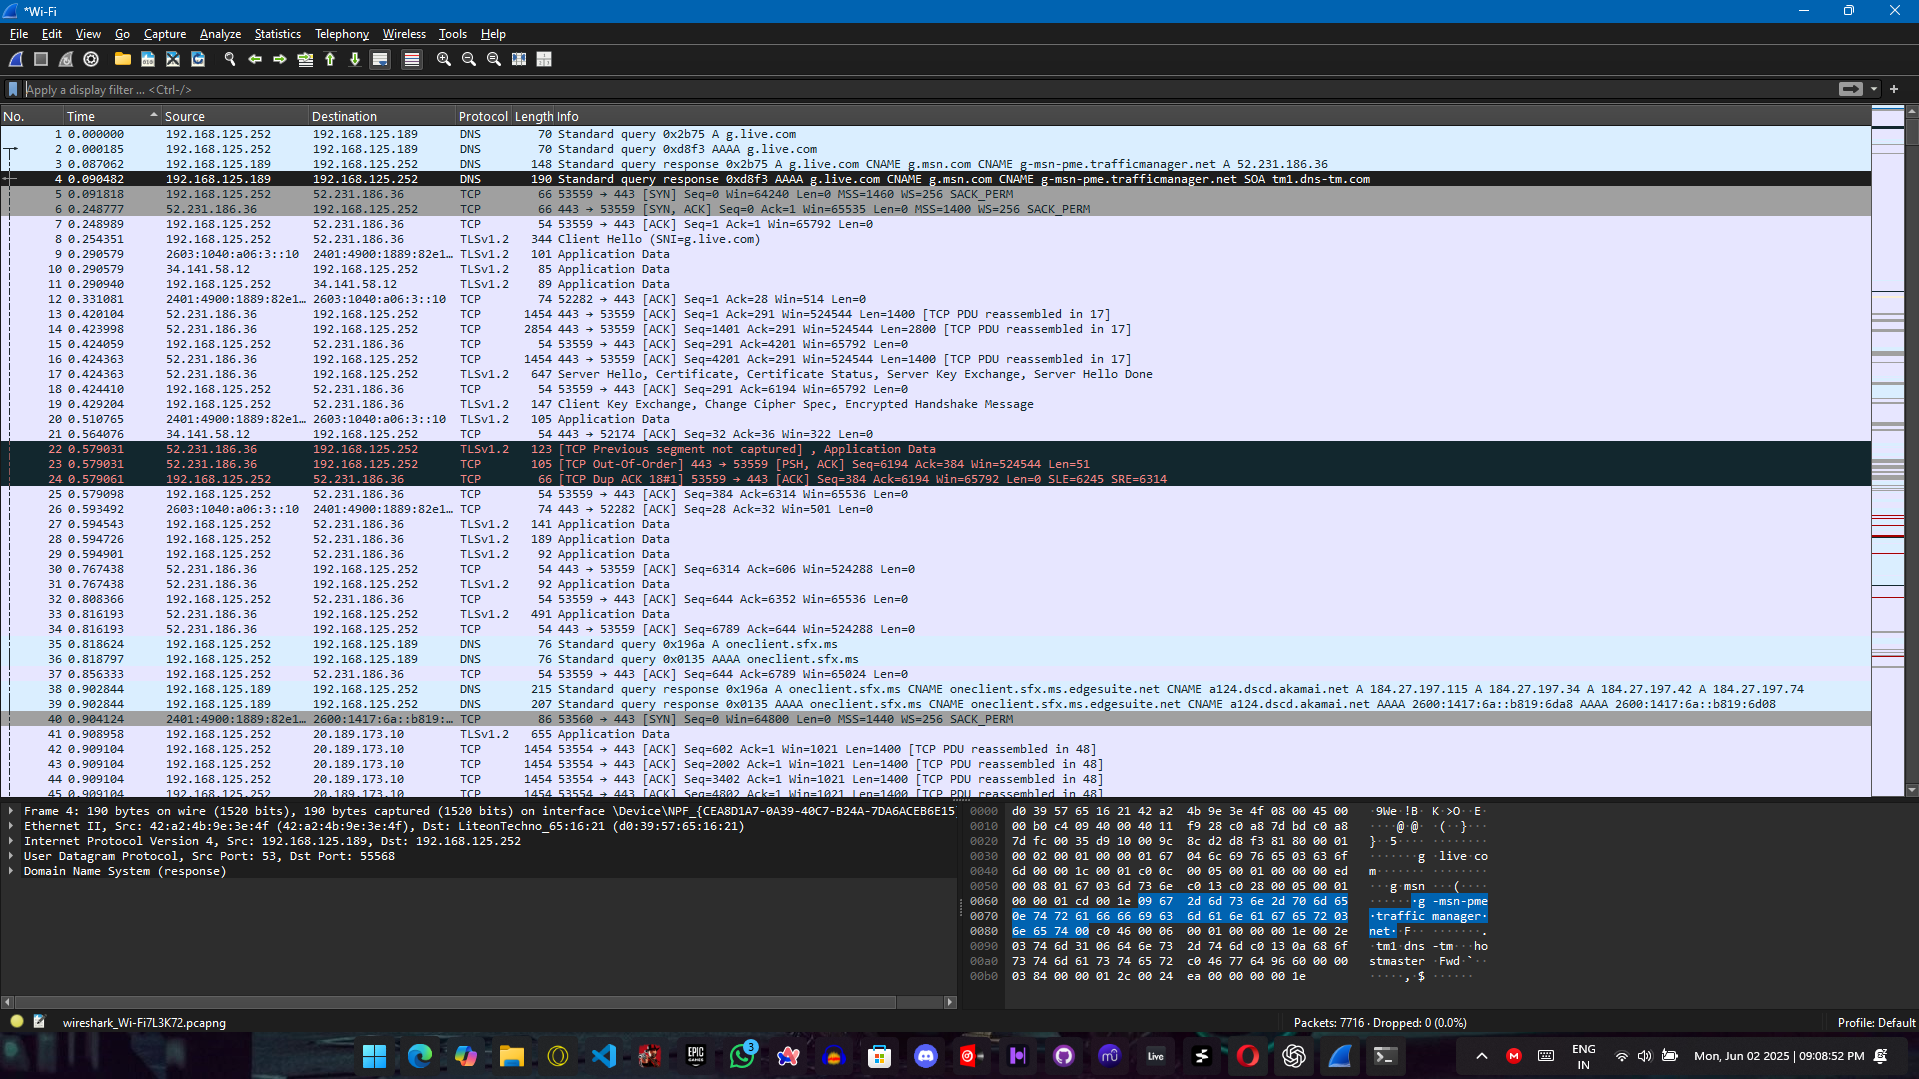 *Wi-Fi
File Edit View Go Capture Analyze Statistics Telephony Wireless Tools Help
Apply a display filter ... <Ctrl-/>
No. Time Source Destination Protocol Length Info
1 0.000000 192.168.125.252 192.168.125.189 DNS 70 Standard query 0x2b75 A g.live.com
2 0.000185 192.168.125.252 192.168.125.189 DNS 70 Standard query 0xd8f3 AAAA g.live.com
3 0.087062 192.168.125.189 192.168.125.252 DNS 148 Standard query response 0x2b75 A g.live.com CNAME g.msn.com CNAME g-msn-pme.trafficmanager.net A 52.231.186.36
4 0.090482 192.168.125.189 192.168.125.252 DNS 190 Standard query response 0xd8f3 AAAA g.live.com CNAME g.msn.com CNAME g-msn-pme.trafficmanager.net SOA tm1.dns-tm.com
5 0.091818 192.168.125.252 52.231.186.36 TCP 66 53559 → 443 [SYN] Seq=0 Win=64240 Len=0 MSS=1460 WS=256 SACK_PERM
6 0.248777 52.231.186.36 192.168.125.252 TCP 66 443 → 53559 [SYN, ACK] Seq=0 Ack=1 Win=65535 Len=0 MSS=1400 WS=256 SACK_PERM
7 0.248989 192.168.125.252 52.231.186.36 TCP 54 53559 → 443 [ACK] Seq=1 Ack=1 Win=65792 Len=0
8 0.254351 192.168.125.252 52.231.186.36 TLSv1.2 344 Client Hello (SNI=g.live.com)
9 0.290579 2603:1040:a06:3::10 2401:4900:1889:82e1… TLSv1.2 101 Application Data
10 0.290579 34.141.58.12 192.168.125.252 TLSv1.2 85 Application Data
11 0.290940 192.168.125.252 34.141.58.12 TLSv1.2 89 Application Data
12 0.331081 2401:4900:1889:82e1… 2603:1040:a06:3::10 TCP 74 52282 → 443 [ACK] Seq=1 Ack=28 Win=514 Len=0
13 0.420104 52.231.186.36 192.168.125.252 TCP 1454 443 → 53559 [ACK] Seq=1 Ack=291 Win=524544 Len=1400 [TCP PDU reassembled in 17]
14 0.423998 52.231.186.36 192.168.125.252 TCP 2854 443 → 53559 [ACK] Seq=1401 Ack=291 Win=524544 Len=2800 [TCP PDU reassembled in 17]
15 0.424059 192.168.125.252 52.231.186.36 TCP 54 53559 → 443 [ACK] Seq=291 Ack=4201 Win=65792 Len=0
16 0.424363 52.231.186.36 192.168.125.252 TCP 1454 443 → 53559 [ACK] Seq=4201 Ack=291 Win=524544 Len=1400 [TCP PDU reassembled in 17]
17 0.424363 52.231.186.36 192.168.125.252 TLSv1.2 647 Server Hello, Certificate, Certificate Status, Server Key Exchange, Server Hello Done
18 0.424410 192.168.125.252 52.231.186.36 TCP 54 53559 → 443 [ACK] Seq=291 Ack=6194 Win=65792 Len=0
19 0.429204 192.168.125.252 52.231.186.36 TLSv1.2 147 Client Key Exchange, Change Cipher Spec, Encrypted Handshake Message
20 0.510765 2401:4900:1889:82e1… 2603:1040:a06:3::10 TLSv1.2 105 Application Data
21 0.564076 34.141.58.12 192.168.125.252 TCP 54 443 → 52174 [ACK] Seq=32 Ack=36 Win=322 Len=0
22 0.579031 52.231.186.36 192.168.125.252 TLSv1.2 123 [TCP Previous segment not captured] , Application Data
23 0.579031 52.231.186.36 192.168.125.252 TCP 105 [TCP Out-Of-Order] 443 → 53559 [PSH, ACK] Seq=6194 Ack=384 Win=524544 Len=51
24 0.579061 192.168.125.252 52.231.186.36 TCP 66 [TCP Dup ACK 18#1] 53559 → 443 [ACK] Seq=384 Ack=6194 Win=65792 Len=0 SLE=6245 SRE=6314
25 0.579098 192.168.125.252 52.231.186.36 TCP 54 53559 → 443 [ACK] Seq=384 Ack=6314 Win=65536 Len=0
26 0.593492 2603:1040:a06:3::10 2401:4900:1889:82e1… TCP 74 443 → 52282 [ACK] Seq=28 Ack=32 Win=501 Len=0
27 0.594543 192.168.125.252 52.231.186.36 TLSv1.2 141 Application Data
28 0.594726 192.168.125.252 52.231.186.36 TLSv1.2 189 Application Data
29 0.594901 192.168.125.252 52.231.186.36 TLSv1.2 92 Application Data
30 0.767438 52.231.186.36 192.168.125.252 TCP 54 443 → 53559 [ACK] Seq=6314 Ack=606 Win=524288 Len=0
31 0.767438 52.231.186.36 192.168.125.252 TLSv1.2 92 Application Data
32 0.808366 192.168.125.252 52.231.186.36 TCP 54 53559 → 443 [ACK] Seq=644 Ack=6352 Win=65536 Len=0
33 0.816193 52.231.186.36 192.168.125.252 TLSv1.2 491 Application Data
34 0.816193 52.231.186.36 192.168.125.252 TCP 54 443 → 53559 [ACK] Seq=6789 Ack=644 Win=524288 Len=0
35 0.818624 192.168.125.252 192.168.125.189 DNS 76 Standard query 0x196a A oneclient.sfx.ms
36 0.818797 192.168.125.252 192.168.125.189 DNS 76 Standard query 0x0135 AAAA oneclient.sfx.ms
37 0.856333 192.168.125.252 52.231.186.36 TCP 54 53559 → 443 [ACK] Seq=644 Ack=6789 Win=65024 Len=0
38 0.902844 192.168.125.189 192.168.125.252 DNS 215 Standard query response 0x196a A oneclient.sfx.ms CNAME oneclient.sfx.ms.edgesuite.net CNAME a124.dscd.akamai.net A 184.27.197.115 A 184.27.197.34 A 184.27.197.42 A 184.27.197.74
39 0.902844 192.168.125.189 192.168.125.252 DNS 207 Standard query response 0x0135 AAAA oneclient.sfx.ms CNAME oneclient.sfx.ms.edgesuite.net CNAME a124.dscd.akamai.net AAAA 2600:1417:6a::b819:6da8 AAAA 2600:1417:6a::b819:6d08
40 0.904124 2401:4900:1889:82e1… 2600:1417:6a::b819:… TCP 86 53560 → 443 [SYN] Seq=0 Win=64800 Len=0 MSS=1440 WS=256 SACK_PERM
41 0.908958 192.168.125.252 20.189.173.10 TLSv1.2 655 Application Data
42 0.909104 192.168.125.252 20.189.173.10 TCP 1454 53554 → 443 [ACK] Seq=602 Ack=1 Win=1021 Len=1400 [TCP PDU reassembled in 48]
43 0.909104 192.168.125.252 20.189.173.10 TCP 1454 53554 → 443 [ACK] Seq=2002 Ack=1 Win=1021 Len=1400 [TCP PDU reassembled in 48]
44 0.909104 192.168.125.252 20.189.173.10 TCP 1454 53554 → 443 [ACK] Seq=3402 Ack=1 Win=1021 Len=1400 [TCP PDU reassembled in 48]
45 0.909104 192.168.125.252 20.189.173.10 TCP 1454 53554 → 443 [ACK] Seq=4802 Ack=1 Win=1021 Len=1400 [TCP PDU reassembled in 48]
Frame 4: 190 bytes on wire (1520 bits), 190 bytes captured (1520 bits) on interface \Device\NPF_{CEA8D1A7-0A39-40C7-B24A-7DA6ACEB6E15
Ethernet II, Src: 42:a2:4b:9e:3e:4f (42:a2:4b:9e:3e:4f), Dst: LiteonTechno_65:16:21 (d0:39:57:65:16:21)
Internet Protocol Version 4, Src: 192.168.125.189, Dst: 192.168.125.252
User Datagram Protocol, Src Port: 53, Dst Port: 55568
Domain Name System (response)
0000 d0 39 57 65 16 21 42 a2 4b 9e 3e 4f 08 00 45 00 ·9We·!B· K·>O··E·
0010 00 b0 c4 09 40 00 40 11 f9 28 c0 a8 7d bd c0 a8 ····@·@· ·(··}···
0020 7d fc 00 35 d9 10 00 9c 8c d2 d8 f3 81 80 00 01 }··5···· ········
0030 00 02 00 01 00 00 01 67 04 6c 69 76 65 03 63 6f ·······g ·live·co
0040 6d 00 00 1c 00 01 c0 0c 00 05 00 01 00 00 00 ed m······· ········
0050 00 08 01 67 03 6d 73 6e c0 13 c0 28 00 05 00 01 ···g·msn ···(····
0060 00 00 01 cd 00 1e 09 67 2d 6d 73 6e 2d 70 6d 65 ·······g -msn-pme
0070 0e 74 72 61 66 66 69 63 6d 61 6e 61 67 65 72 03 ·traffic manager·
0080 6e 65 74 00 c0 46 00 06 00 01 00 00 00 1e 00 2e net··F·· ·······.
0090 03 74 6d 31 06 64 6e 73 2d 74 6d c0 13 0a 68 6f ·tm1·dns -tm···ho
00a0 73 74 6d 61 73 74 65 72 c0 46 77 64 96 60 00 00 stmaster ·Fwd·`··
00b0 03 84 00 00 01 2c 00 24 ea 00 00 00 00 1e ·····,·$ ······
wireshark_Wi-Fi7L3K72.pcapng Packets: 7716 · Dropped: 0 (0.0%) Profile: Default
EPIC GAMES 3 Live M ENG IN Mon, Jun 02 2025 | 09:08:52 PM